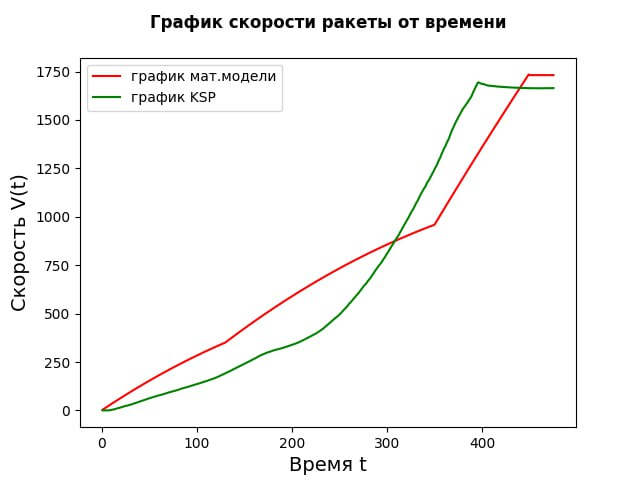 График скорости ракеты от времени
график мат.модели
график KSP
1750
1500
1250
1000
750
500
250
0
Скорость V(t)
0 100 200 300 400
Время t